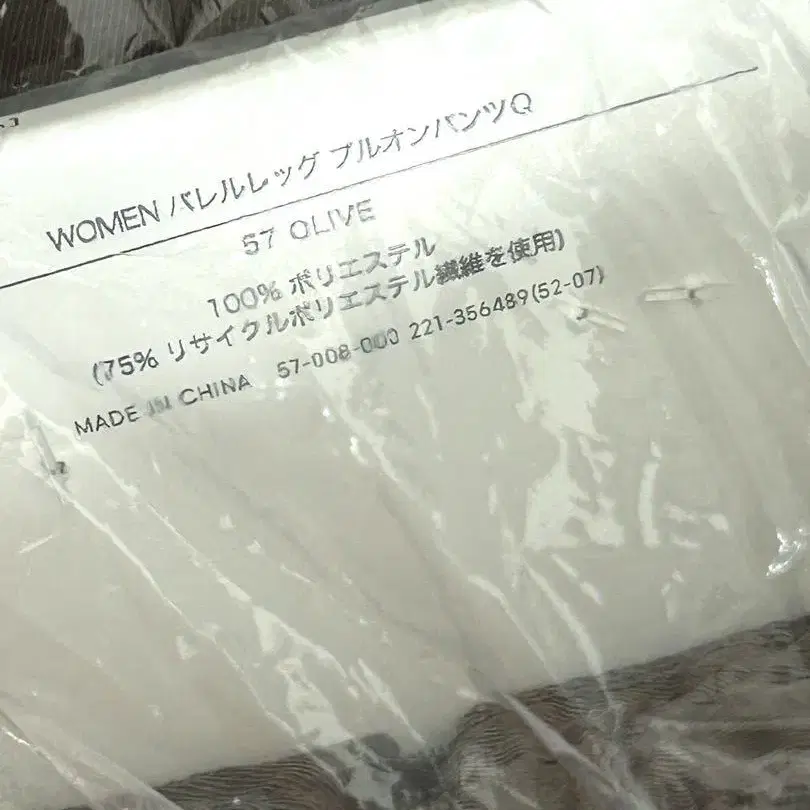 WOMEN バレルレッグ プルオンパンツQ
57 OLIVE
100% ポリエステル
(75% リサイクルポリエステル繊維を使用)
MADE IN CHINA 57-008-000 221-356489(52-07)